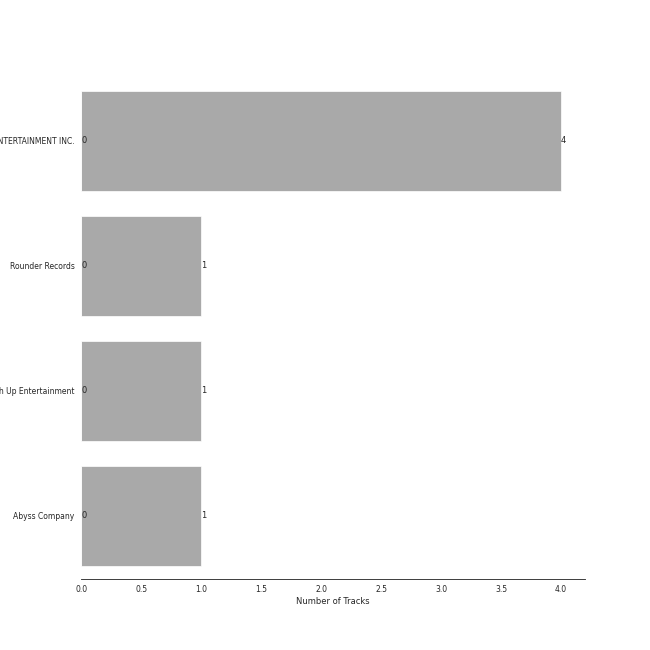 NTERTAINMENT INC. 0 4
Rounder Records 0 1
h Up Entertainment 0 1
Abyss Company 0 1
0.0 0.5 1.0 1.5 2.0 2.5 3.0 3.5 4.0
Number of Tracks